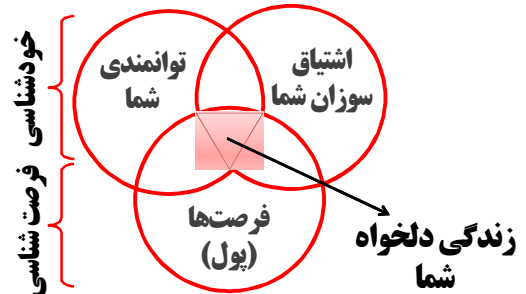 خودشناسی
فرصت شناسی
اشتیاق
سوزان شما
توانمندی
شما
فرصت‌ها
(پول)
زندگی دلخواه
شما